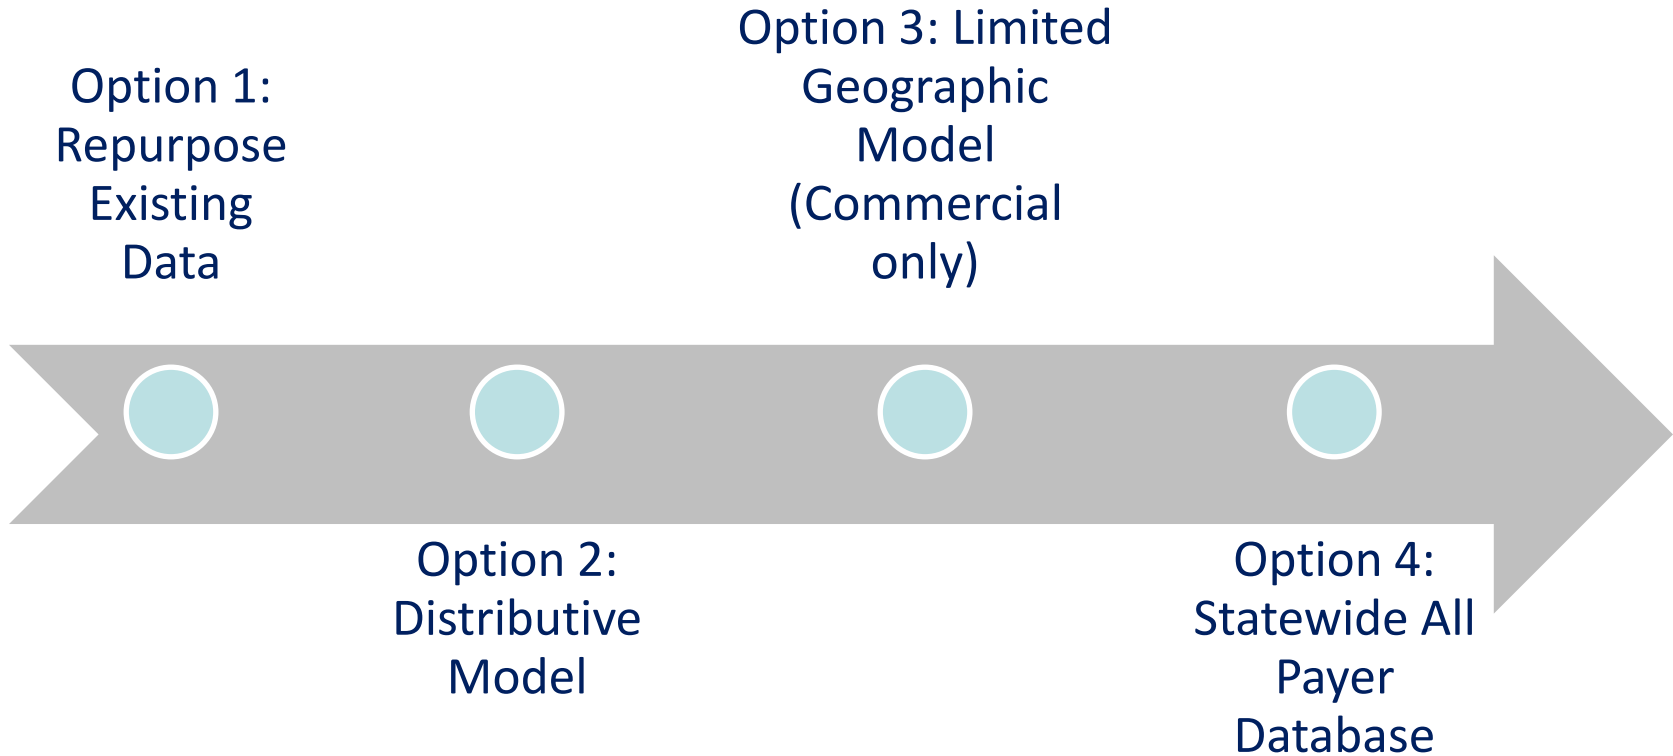 Option 1:
Repurpose
Existing
Data
Option 2:
Distributive
Model
Option 3: Limited
Geographic
Model
(Commercial
only)
Option 4:
Statewide All
Payer
Database